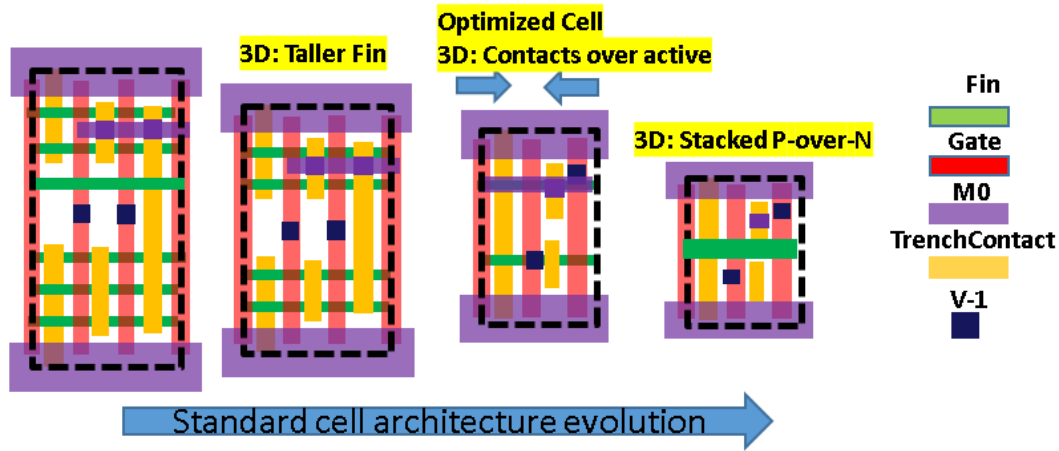 Optimized Cell
3D: Taller Fin
3D: Contacts over active
3D: Stacked P-over-N
Fin
Gate
M0
TrenchContact
V-1
Standard cell architecture evolution